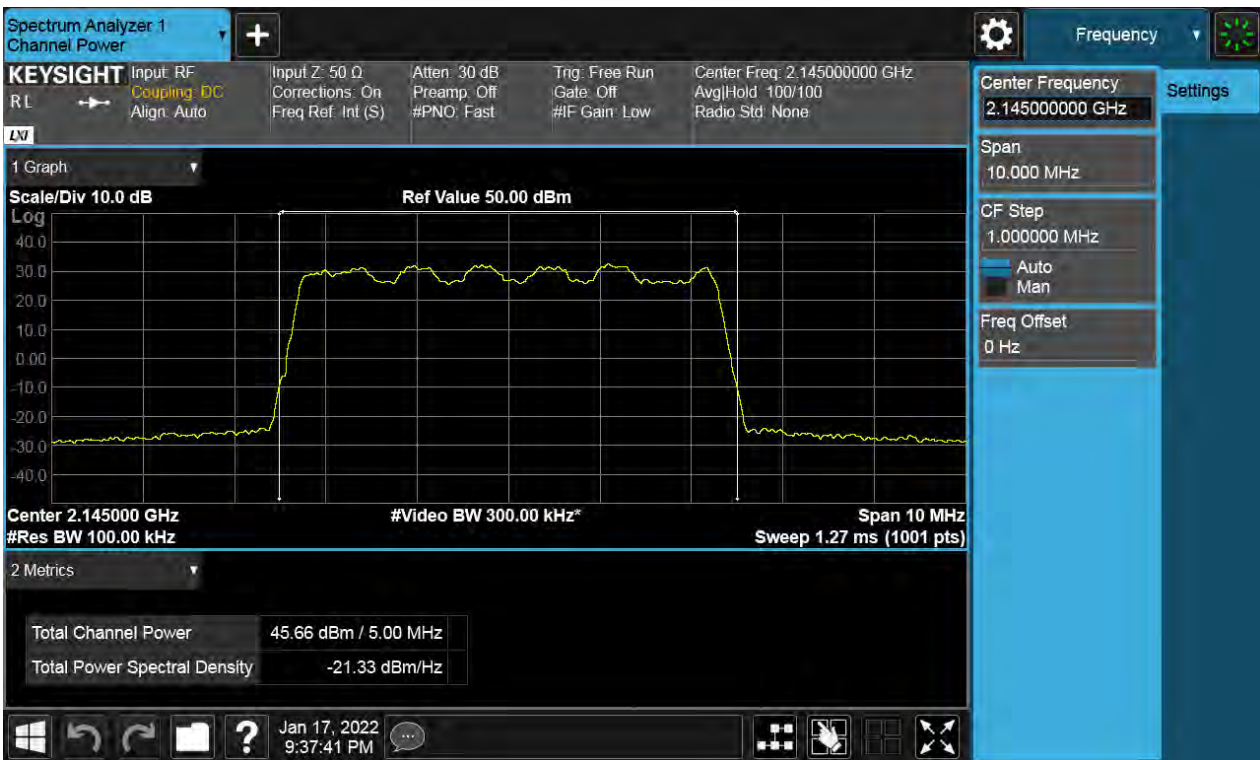 Spectrum Analyzer 1
Channel Power
Frequency
KEYSIGHT
Input: RF
Input Z: 50 Ω
Atten: 30 dB
Trig: Free Run
Center Freq: 2.145000000 GHz
RL
Coupling: DC
Corrections: On
Preamp: Off
Gate: Off
Avg|Hold: 100/100
Align: Auto
Freq Ref: Int (S)
#PNO: Fast
#IF Gain: Low
Radio Std: None
LXI
Center Frequency
2.145000000 GHz
Settings
Span
10.000 MHz
CF Step
1.000000 MHz
Auto
Man
Freq Offset
0 Hz
1 Graph
Scale/Div 10.0 dB
Ref Value 50.00 dBm
Log
40.0
30.0
20.0
10.0
0.00
-10.0
-20.0
-30.0
-40.0
Center 2.145000 GHz
#Video BW 300.00 kHz*
Span 10 MHz
#Res BW 100.00 kHz
Sweep 1.27 ms (1001 pts)
2 Metrics
Total Channel Power 45.66 dBm / 5.00 MHz
Total Power Spectral Density -21.33 dBm/Hz
?
Jan 17, 2022
9:37:41 PM